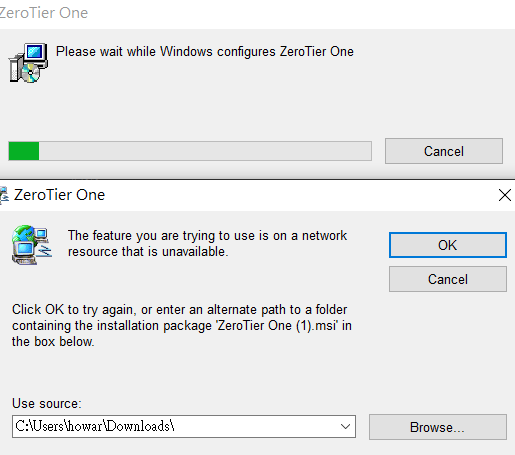 ZeroTier One
Please wait while Windows configures ZeroTier One
Cancel
ZeroTier One
The feature you are trying to use is on a network
resource that is unavailable.
OK
Cancel
Click OK to try again, or enter an alternate path to a folder
containing the installation package 'ZeroTier One (1).msi' in
the box below.
Use source:
C:\Users\howar\Downloads\
Browse...